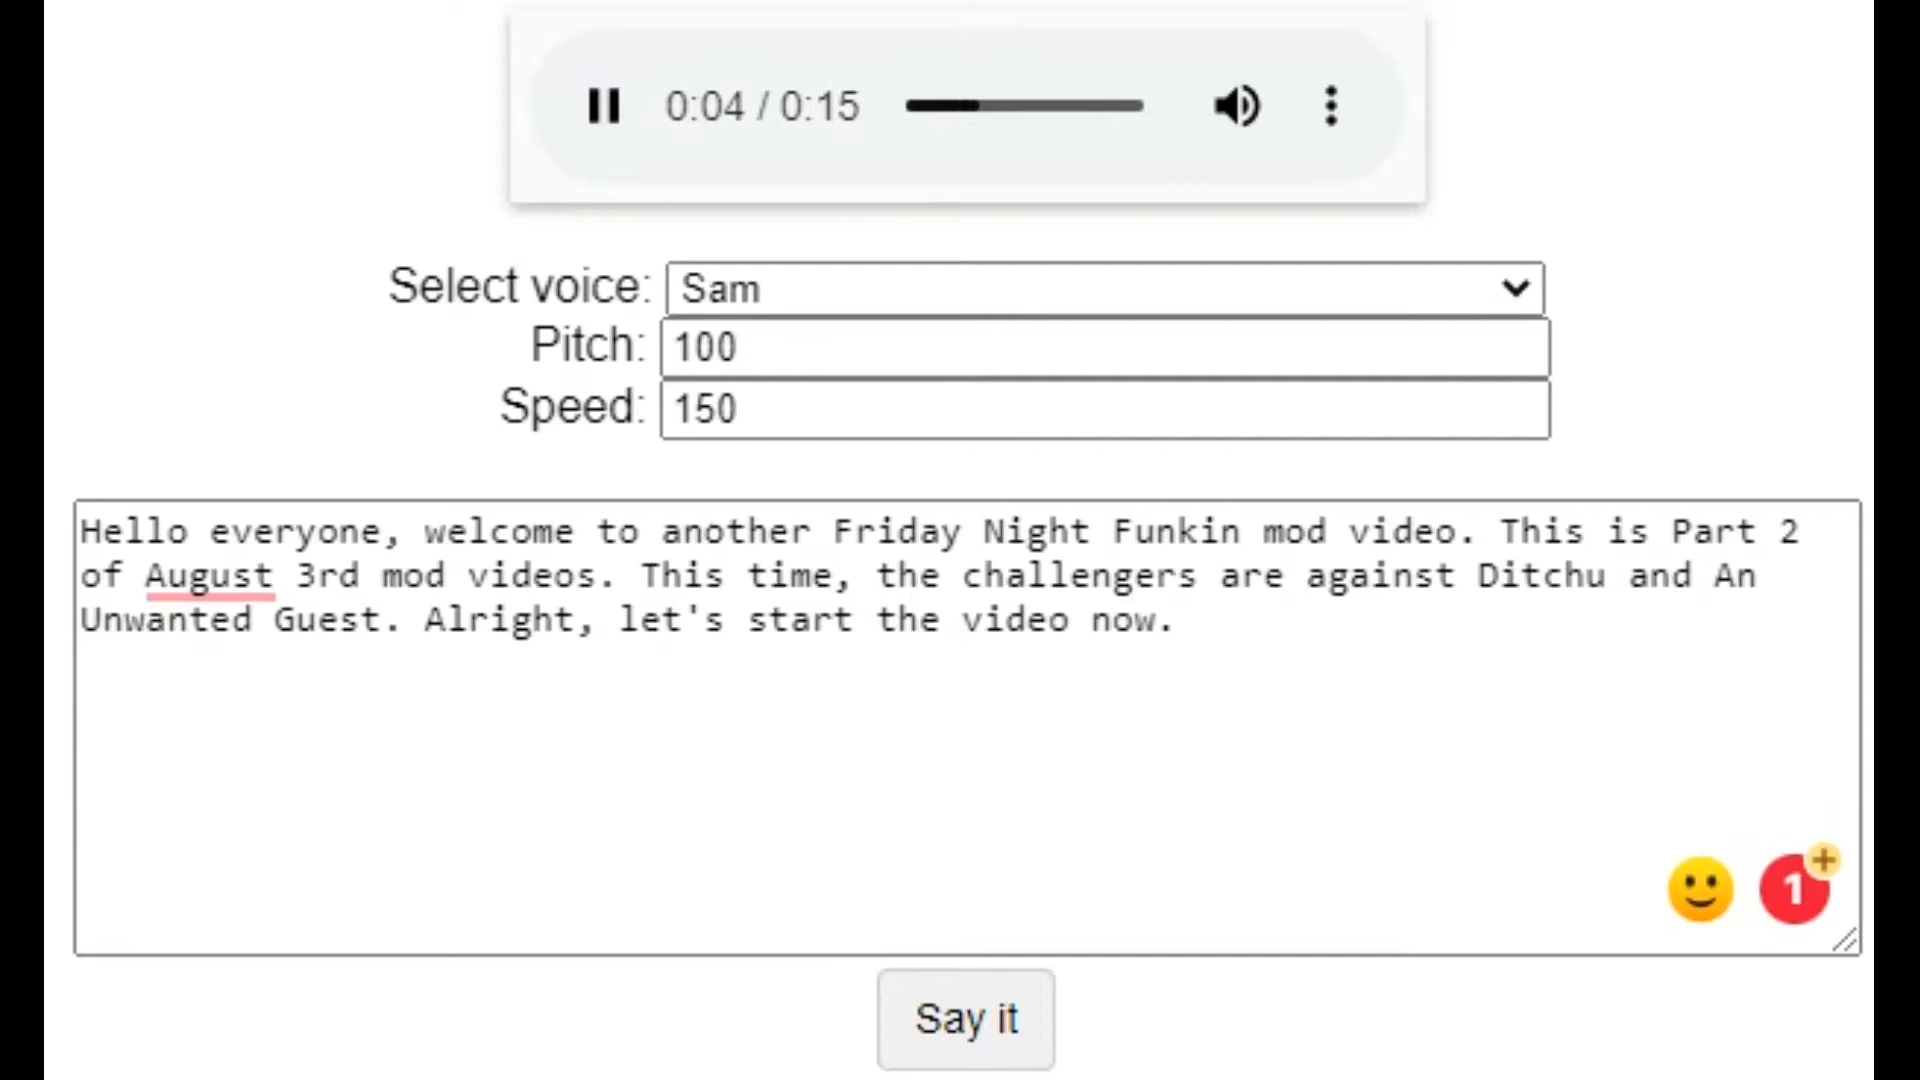 0:04 / 0:15
Select voice: Sam
Pitch: 100
Speed: 150
Hello everyone, welcome to another Friday Night Funkin mod video. This is Part 2
of August 3rd mod videos. This time, the challengers are against Ditchu and An
Unwanted Guest. Alright, let's start the video now.
1
+
Say it